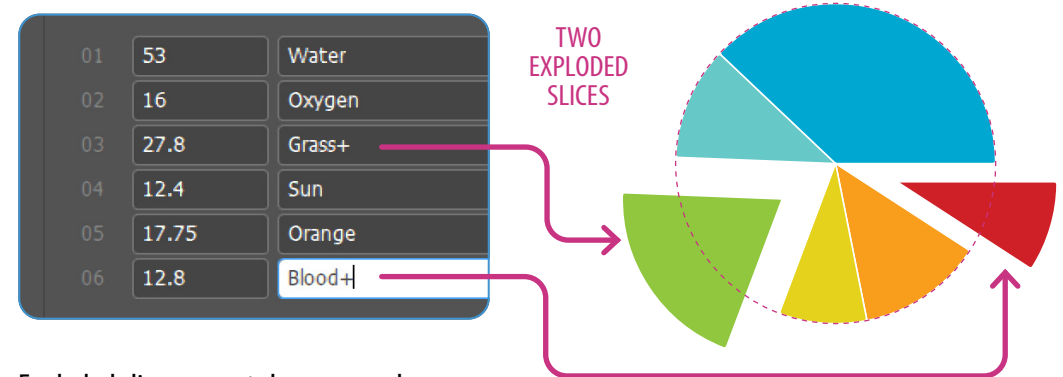 01 53 Water
02 16 Oxygen
03 27.8 Grass+
04 12.4 Sun
05 17.75 Orange
06 12.8 Blood+
TWO
EXPLODED
SLICES